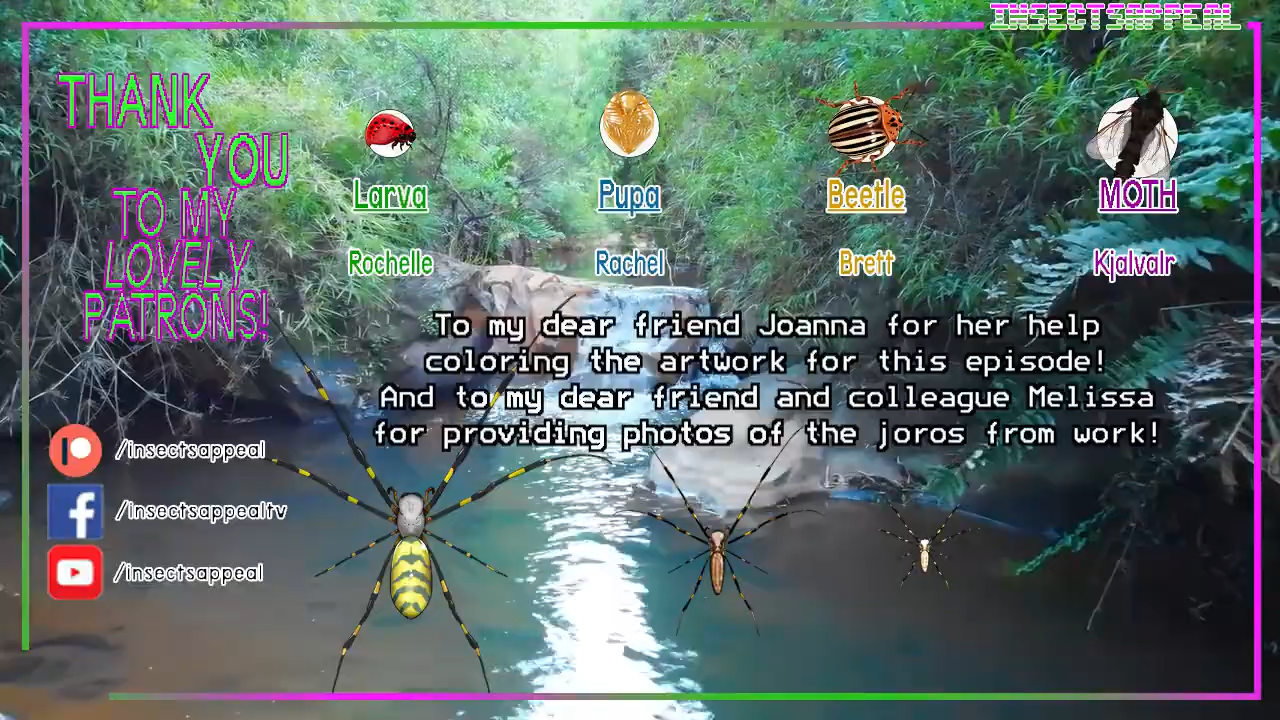 INSECTSAPPEAL
THANK
YOU
TO MY
LOVELY
PATRONS!
Larva
Pupa
Beetle
MOTH
Rochelle
Rachel
Brett
Kjalvalr
To my dear friend Joanna for her help
coloring the artwork for this episode!
And to my dear friend and colleague Melissa
for providing photos of the joros from work!
/insectsappeal
/insectsappealtv
/insectsappeal